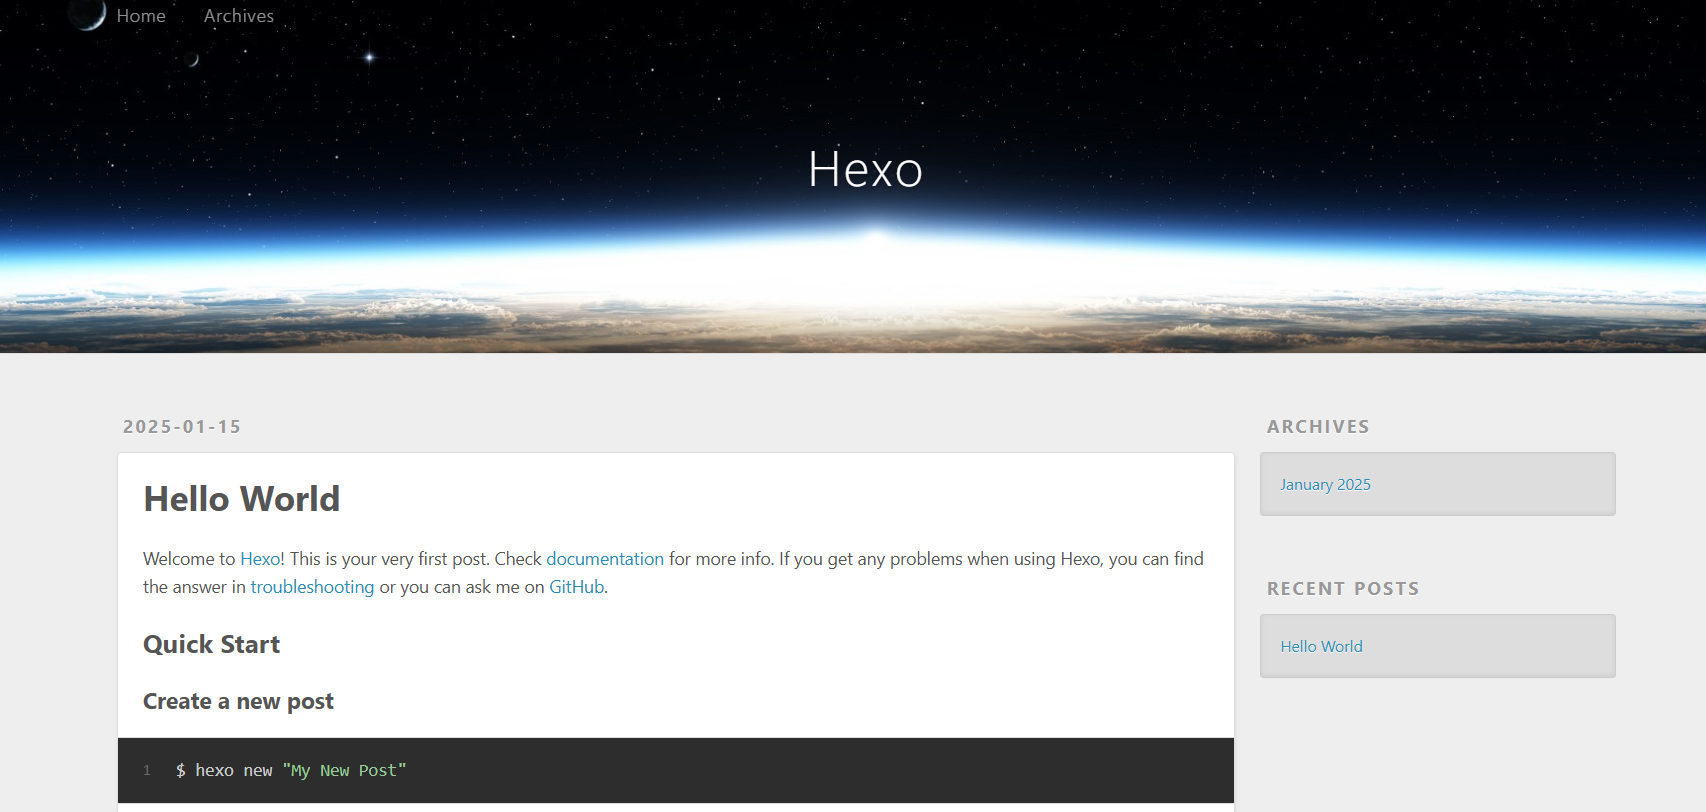 Home Archives
Hexo
2025-01-15
Hello World
Welcome to Hexo! This is your very first post. Check documentation for more info. If you get any problems when using Hexo, you can find
the answer in troubleshooting or you can ask me on GitHub.
Quick Start
Create a new post
1 $ hexo new "My New Post"
ARCHIVES
January 2025
RECENT POSTS
Hello World